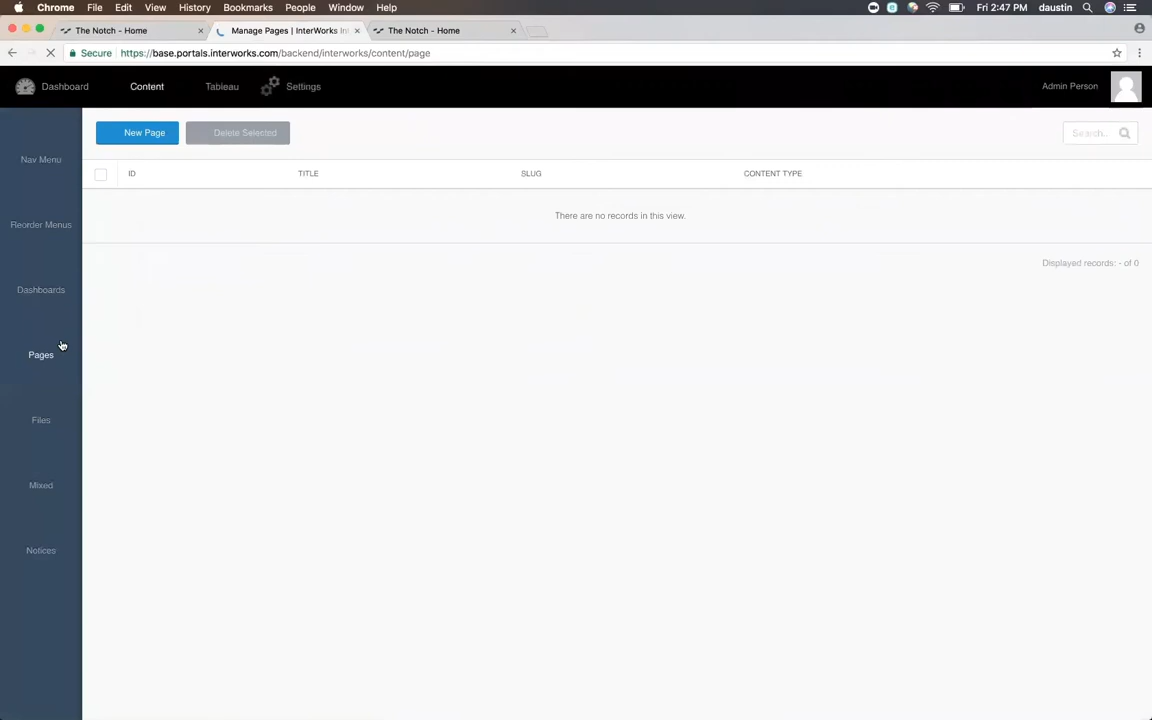 Chrome File Edit View History Bookmarks People Window Help Fri 2:47 PM daustin
The Notch - Home Manage Pages | InterWorks In The Notch - Home
Secure https://base.portals.interworks.com/backend/interworks/content/page
Dashboard Content Tableau Settings Admin Person
New Page Delete Selected Search...
ID TITLE SLUG CONTENT TYPE
There are no records in this view.
Displayed records: - of 0
Nav Menu
Reorder Menus
Dashboards
Pages
Files
Mixed
Notices